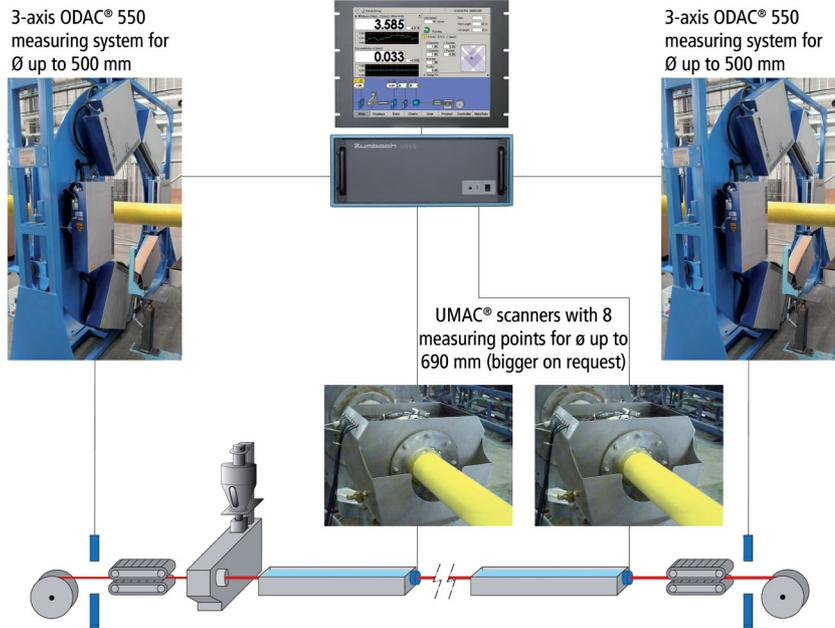 3-axis ODAC® 550
measuring system for
Ø up to 500 mm
3.585
0.033
3-axis ODAC® 550
measuring system for
Ø up to 500 mm
Zumbach
UMAC® scanners with 8
measuring points for ø up to
690 mm (bigger on request)